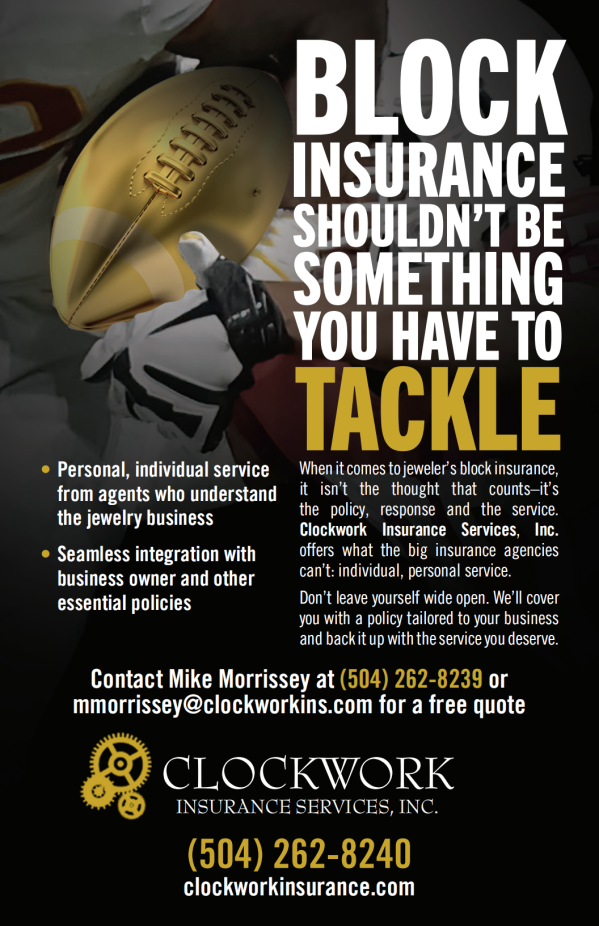 BLOCK
INSURANCE
SHOULDN'T BE
SOMETHING
YOU HAVE TO
TACKLE
• Personal, individual service
from agents who understand
the jewelry business
• Seamless integration with
business owner and other
essential policies
When it comes to jeweler's block insurance,
it isn't the thought that counts–it's
the policy, response and the service.
Clockwork Insurance Services, Inc.
offers what the big insurance agencies
can't: individual, personal service.
Don't leave yourself wide open. We'll cover
you with a policy tailored to your business
and back it up with the service you deserve.
Contact Mike Morrissey at (504) 262-8239 or
mmorrissey@clockworkins.com for a free quote
CLOCKWORK
INSURANCE SERVICES, INC.
(504) 262-8240
clockworkinsurance.com